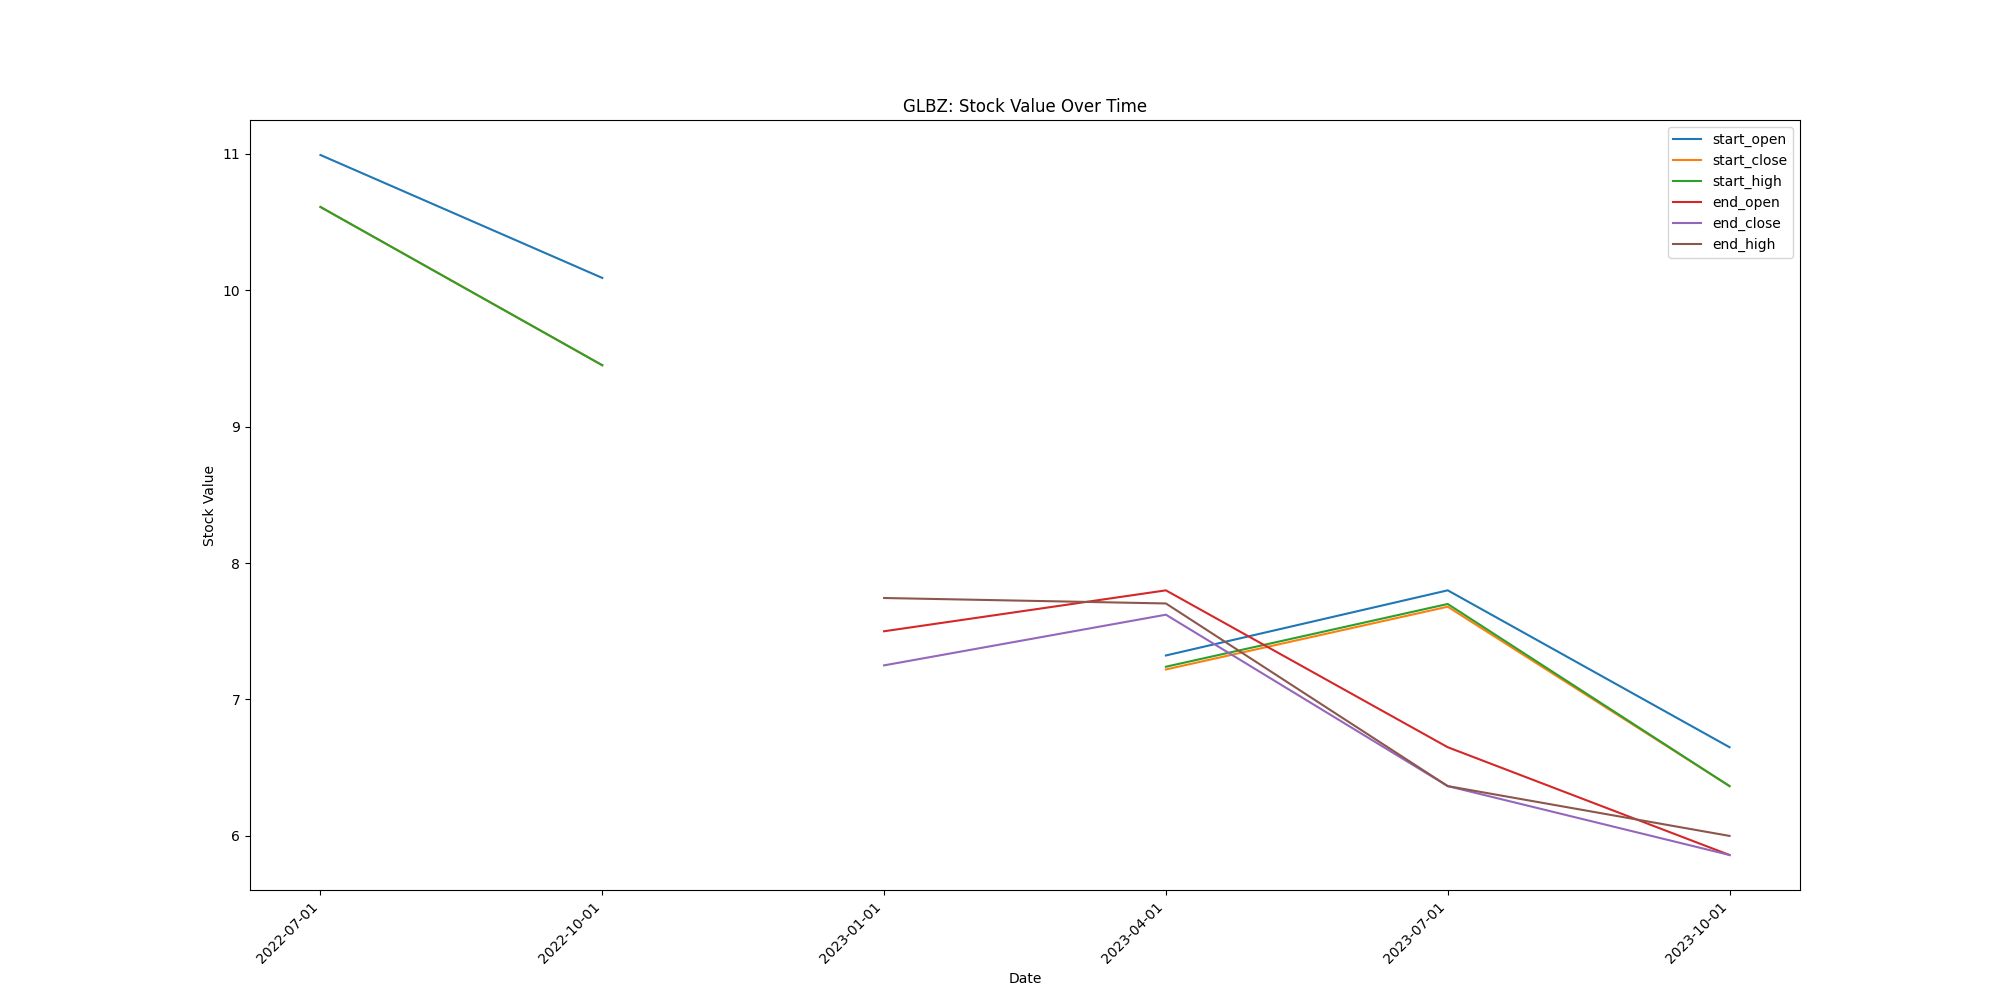 GLBZ: Stock Value Over Time
start_open
start_close
start_high
end_open
end_close
end_high
11
10
9
8
7
6
Stock Value
2022-07-01
2022-10-01
2023-01-01
2023-04-01
2023-07-01
2023-10-01
Date